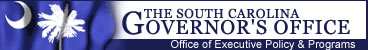 THE SOUTH CAROLINA
GOVERNOR'S OFFICE
Office of Executive Policy & Programs